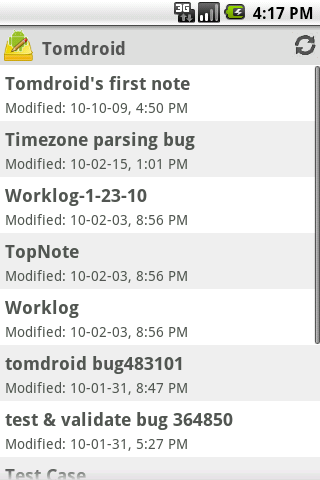 3G 4:17 PM
Tomdroid
Tomdroid's first note
Modified: 10-10-09, 4:50 PM
Timezone parsing bug
Modified: 10-02-15, 1:01 PM
Worklog-1-23-10
Modified: 10-02-03, 8:56 PM
TopNote
Modified: 10-02-03, 8:56 PM
Worklog
Modified: 10-02-03, 8:56 PM
tomdroid bug483101
Modified: 10-01-31, 8:47 PM
test & validate bug 364850
Modified: 10-01-31, 5:27 PM
Test Case